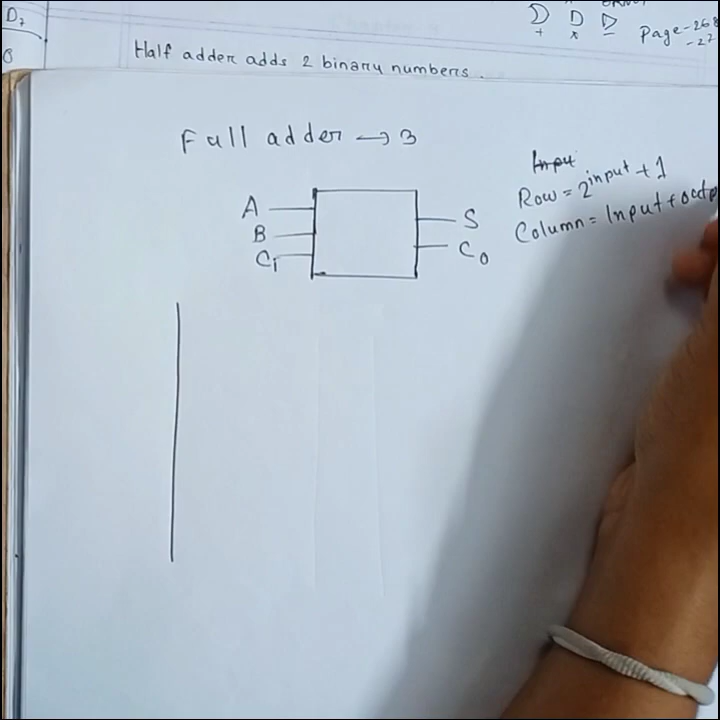 D₇
Page-268
-27
Half adder adds 2 binary numbers.
Full adder → 3
Row = 2^input + 1
Column = Input + outp
A
B
C₁
S
C₀